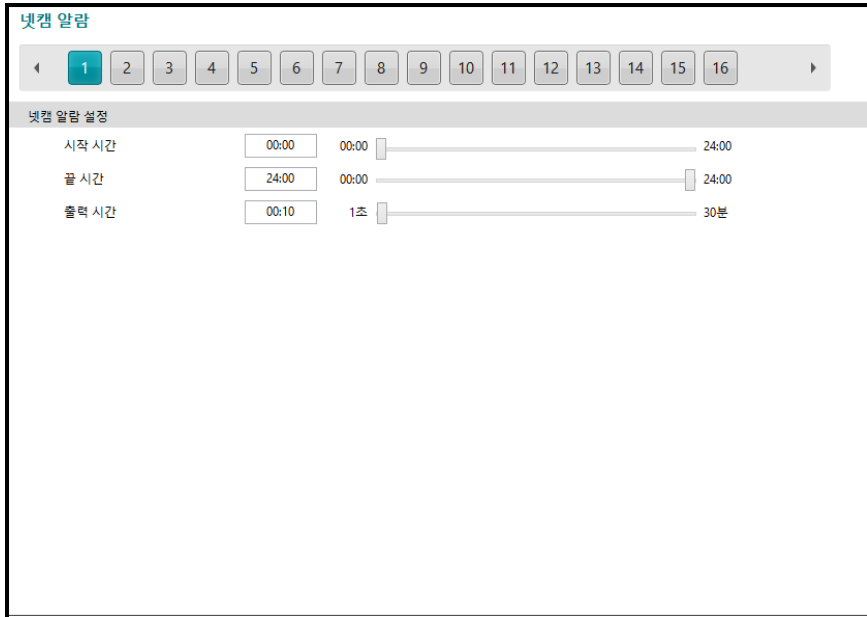 넷캠 알람
1 2 3 4 5 6 7 8 9 10 11 12 13 14 15 16
넷캠 알람 설정
시작 시간 00:00 00:00 24:00
끝 시간 24:00 00:00 24:00
출력 시간 00:10 1초 30분